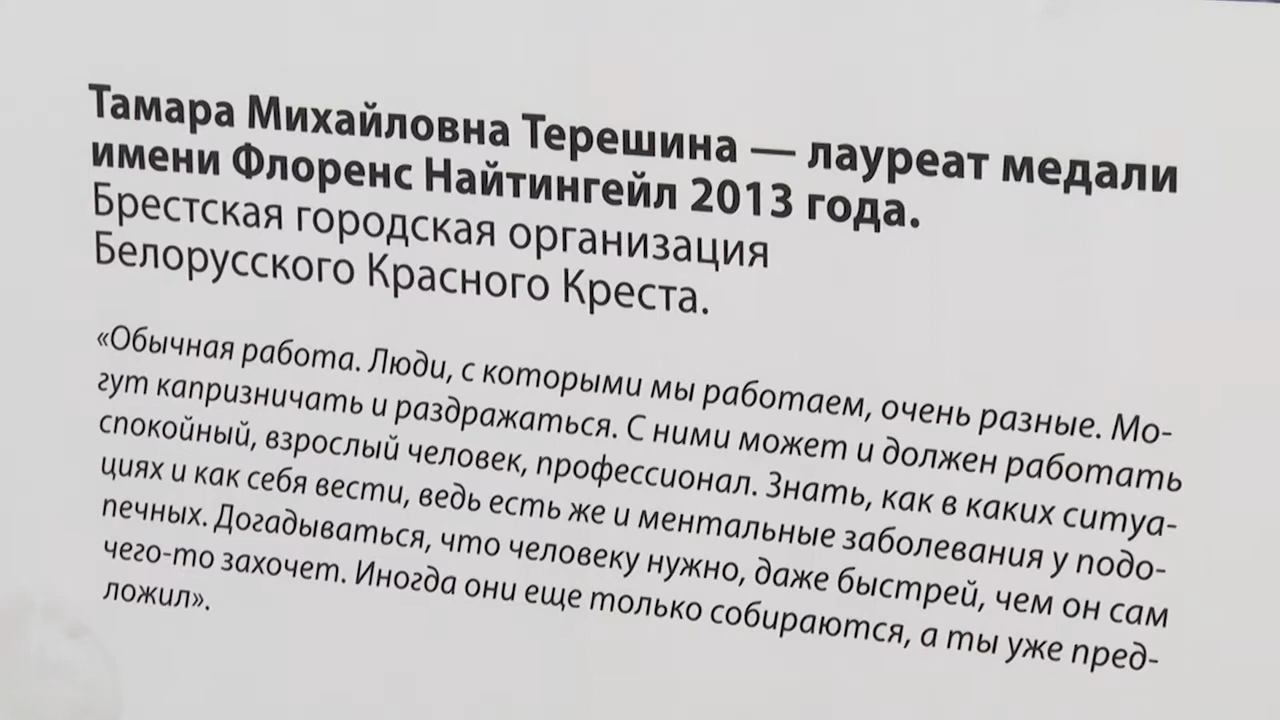 Тамара Михайловна Терешина — лауреат медали
имени Флоренс Найтингейл 2013 года.
Брестская городская организация
Белорусского Красного Креста.
«Обычная работа. Люди, с которыми мы работаем, очень разные. Мо-
гут капризничать и раздражаться. С ними может и должен работать
спокойный, взрослый человек, профессионал. Знать, как в каких ситуа-
циях и как себя вести, ведь есть же и ментальные заболевания у подо-
печных. Догадываться, что человеку нужно, даже быстрей, чем он сам
чего-то захочет. Иногда они еще только собираются, а ты уже пред-
ложил».